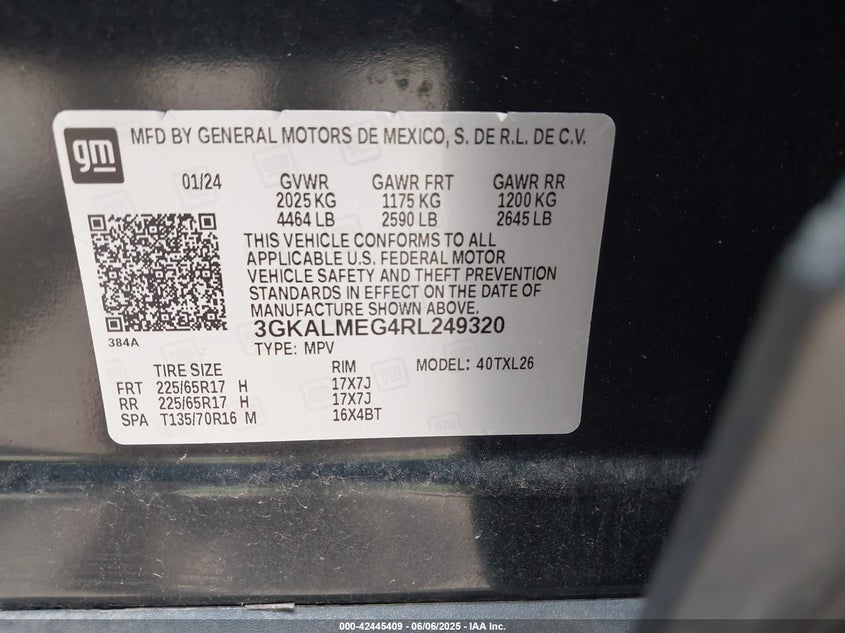 gm
MFD BY GENERAL MOTORS DE MEXICO, S. DE R.L. DE C.V.
01/24 GVWR GAWR FRT GAWR RR
2025 KG 1175 KG 1200 KG
4464 LB 2590 LB 2645 LB
THIS VEHICLE CONFORMS TO ALL
APPLICABLE U.S. FEDERAL MOTOR
VEHICLE SAFETY AND THEFT PREVENTION
STANDARDS IN EFFECT ON THE DATE OF
MANUFACTURE SHOWN ABOVE.
384A
3GKALMEG4RL249320
TYPE: MPV MODEL: 40TXL26
TIRE SIZE RIM
FRT 225/65R17 H 17X7J
RR 225/65R17 H 17X7J
SPA T135/70R16 M 16X4BT
000-42445409 - 06/06/2025 - IAA Inc.